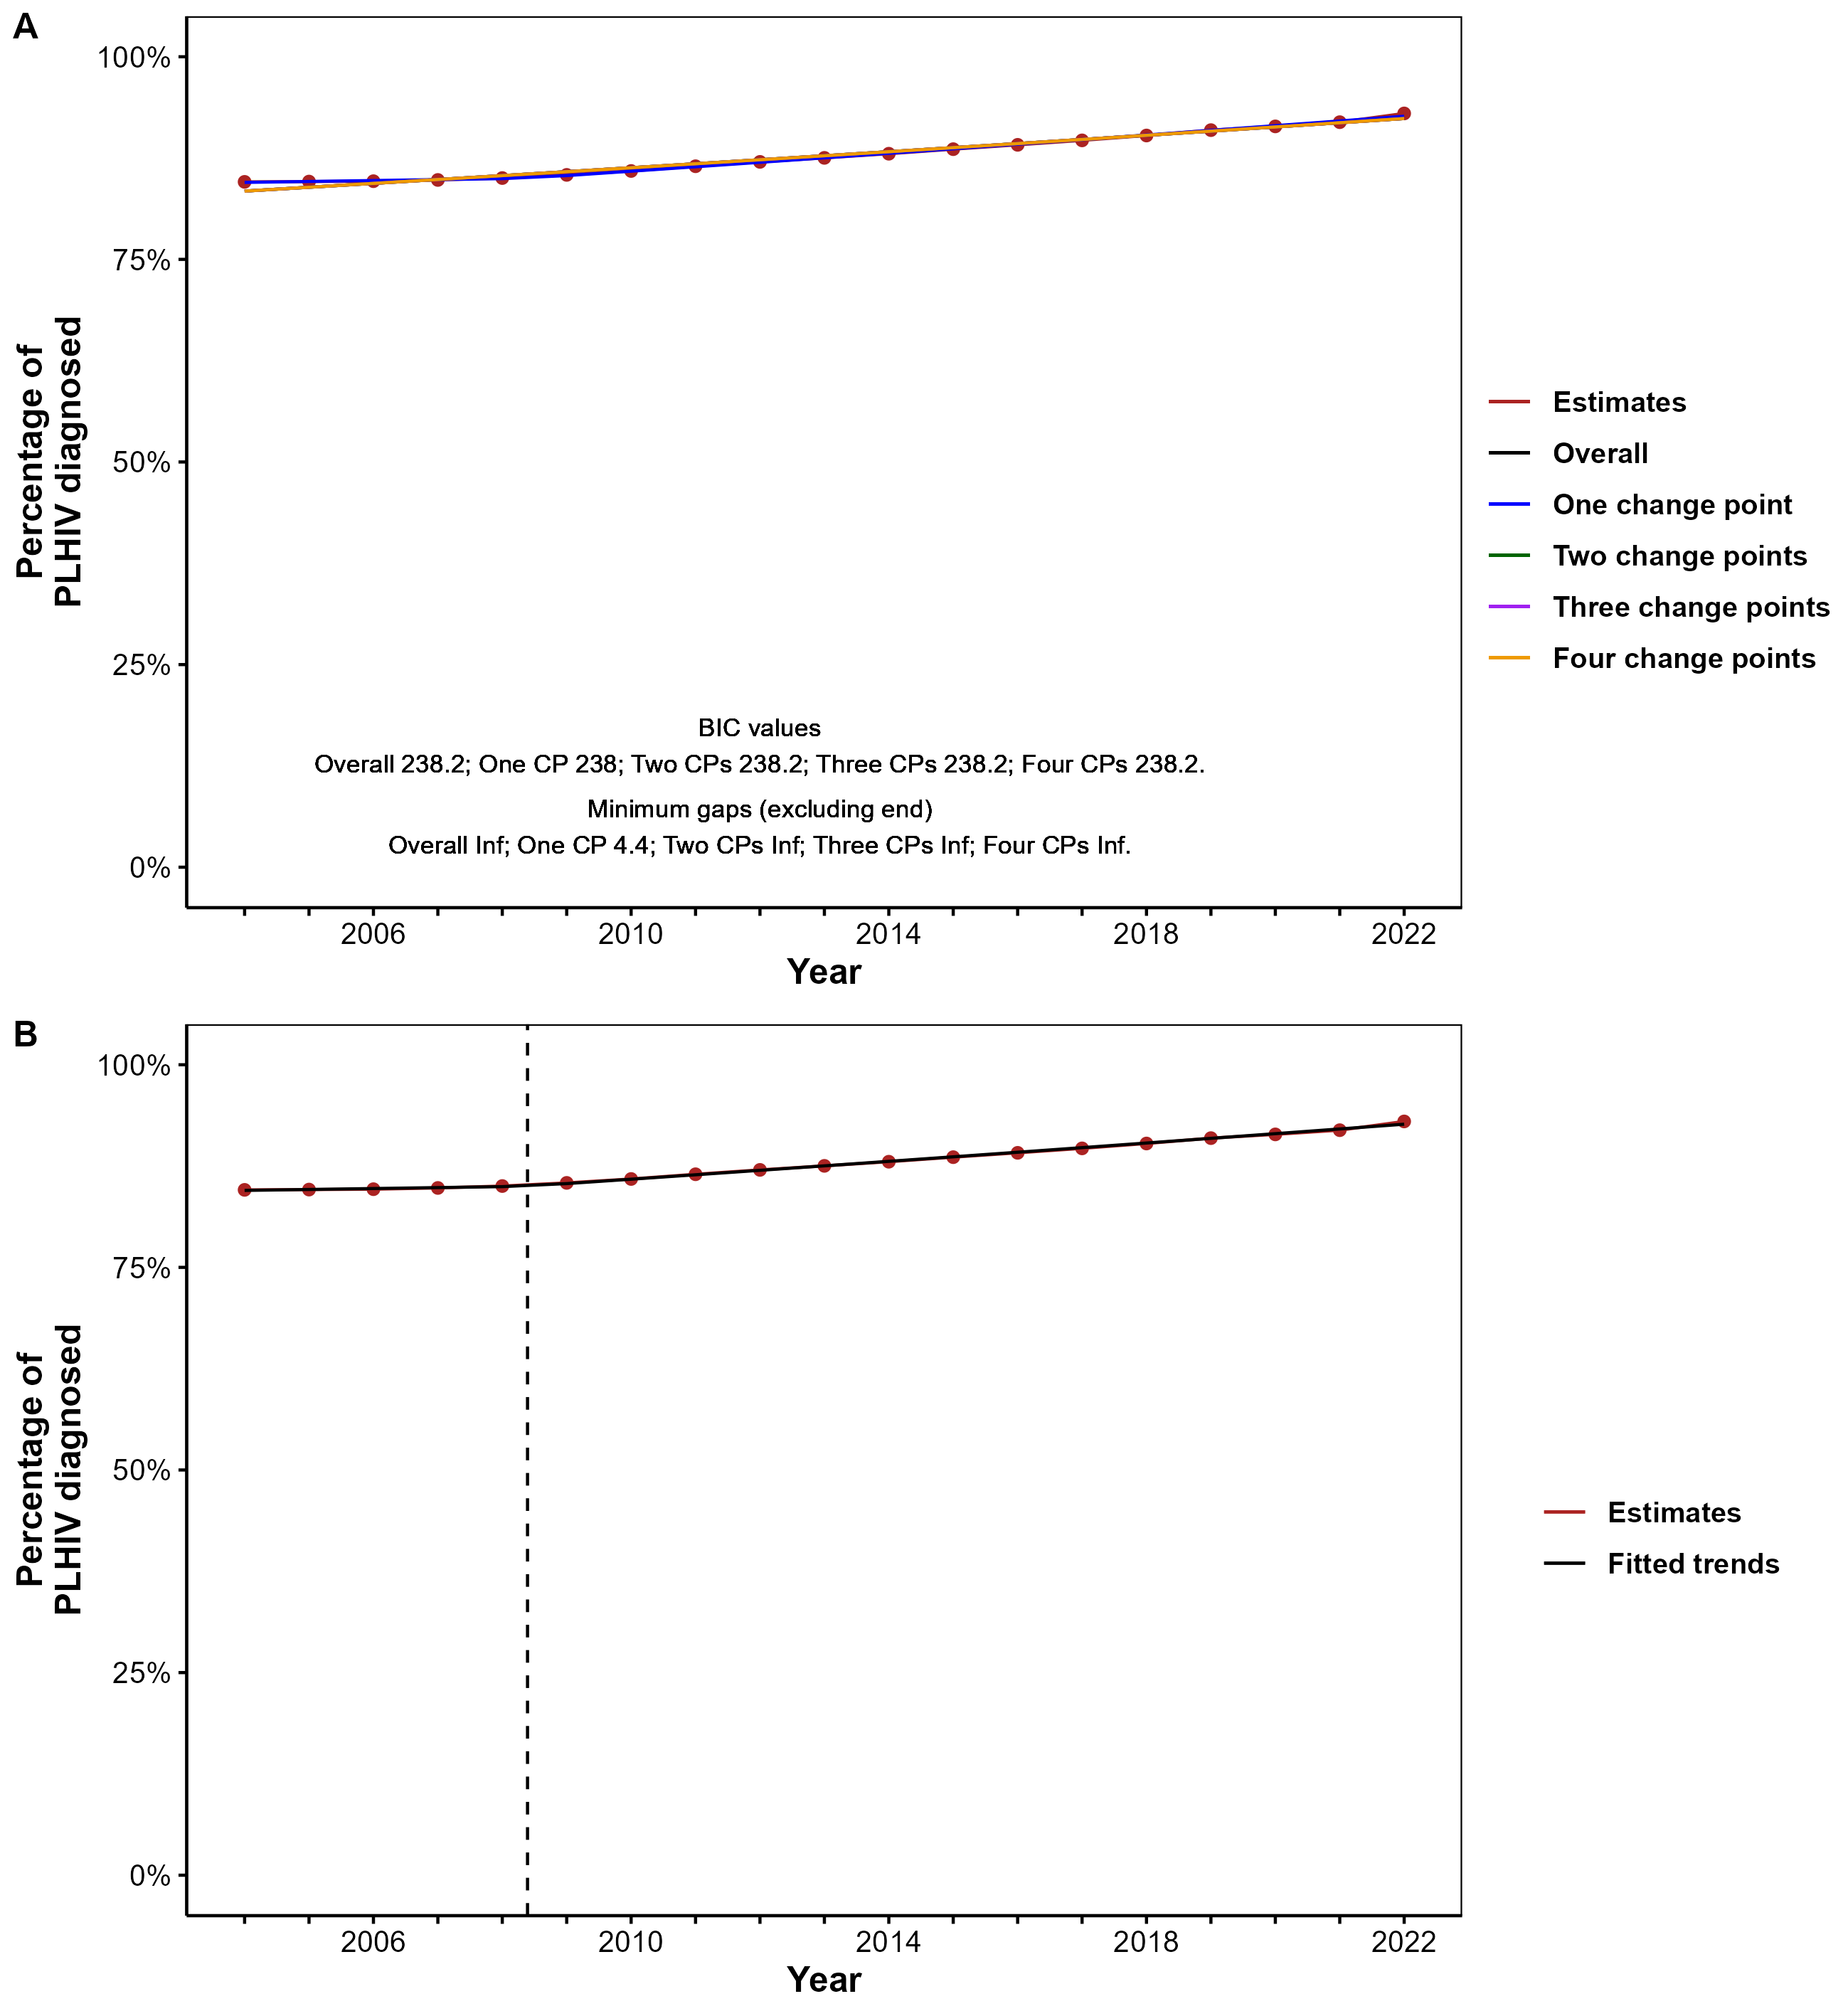 A
100%
75%
50%
25%
0%
Percentage of
PLHIV diagnosed
BIC values
Overall 238.2; One CP 238; Two CPs 238.2; Three CPs 238.2; Four CPs 238.2.
Minimum gaps (excluding end)
Overall Inf; One CP 4.4; Two CPs Inf; Three CPs Inf; Four CPs Inf.
2006 2010 2014 2018 2022
Year
Estimates
Overall
One change point
Two change points
Three change points
Four change points
B
100%
75%
50%
25%
0%
Percentage of
PLHIV diagnosed
2006 2010 2014 2018 2022
Year
Estimates
Fitted trends